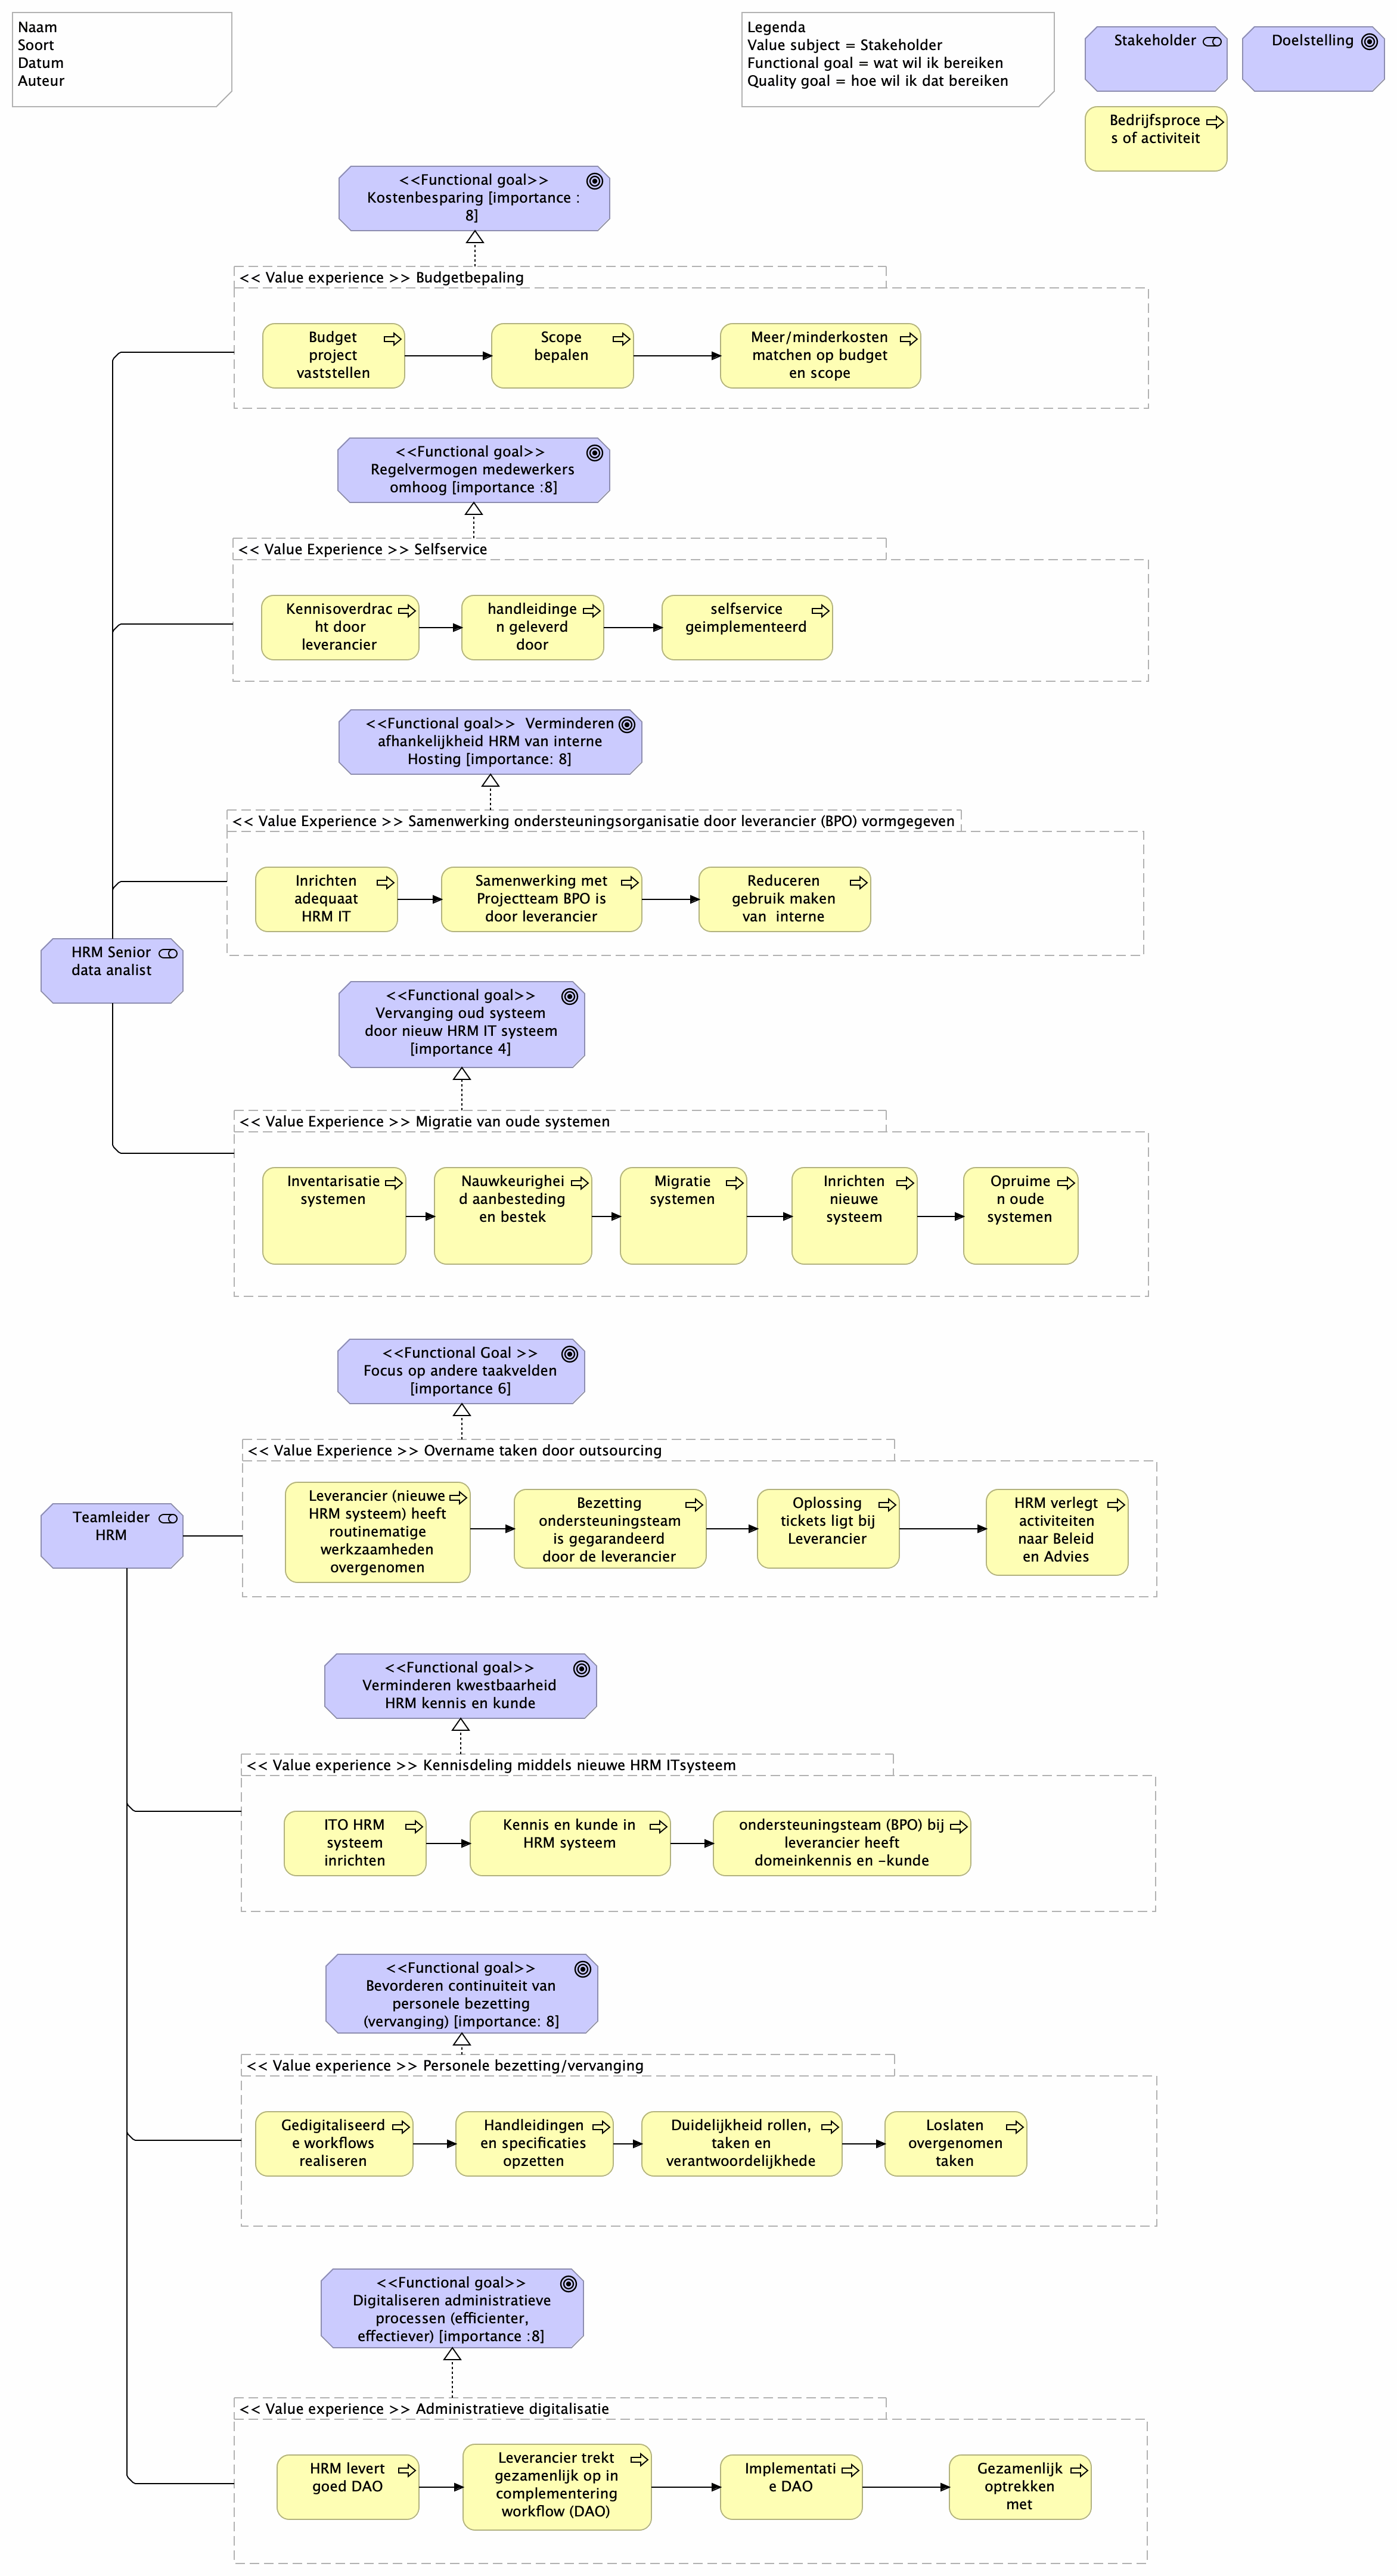 Naam
Soort
Datum
Auteur
Legenda
Value subject = Stakeholder
Functional goal = wat wil ik bereiken
Quality goal = hoe wil ik dat bereiken
Stakeholder
Doelstelling
Bedrijfsproce
s of activiteit
<<Functional goal>>
Kostenbesparing [importance :
8]
<< Value experience >> Budgetbepaling
Budget
project
vaststellen
Scope
bepalen
Meer/minderkosten
matchen op budget
en scope
<<Functional goal>>
Regelvermogen medewerkers
omhoog [importance :8]
<< Value Experience >> Selfservice
Kennisoverdrac
ht door
leverancier
handleidinge
n geleverd
door
selfservice
geimplementeerd
<<Functional goal>>  Verminderen
afhankelijkheid HRM van interne
Hosting [importance: 8]
<< Value Experience >> Samenwerking ondersteuningsorganisatie door leverancier (BPO) vormgegeven
Inrichten
adequaat
HRM IT
Samenwerking met
Projectteam BPO is
door leverancier
Reduceren
gebruik maken
van  interne
HRM Senior
data analist
<<Functional goal>>
Vervanging oud systeem
door nieuw HRM IT systeem
[importance 4]
<< Value Experience >> Migratie van oude systemen
Inventarisatie
systemen
Nauwkeurighei
d aanbesteding
en bestek
Migratie
systemen
Inrichten
nieuwe
systeem
Opruime
n oude
systemen
<<Functional Goal >>
Focus op andere taakvelden
[importance 6]
<< Value Experience >> Overname taken door outsourcing
Teamleider
HRM
Leverancier (nieuwe
HRM systeem) heeft
routinematige
werkzaamheden
overgenomen
Bezetting
ondersteuningsteam
is gegarandeerd
door de leverancier
Oplossing
tickets ligt bij
Leverancier
HRM verlegt
activiteiten
naar Beleid
en Advies
<<Functional goal>>
Verminderen kwestbaarheid
HRM kennis en kunde
<< Value experience >> Kennisdeling middels nieuwe HRM ITsysteem
ITO HRM
systeem
inrichten
Kennis en kunde in
HRM systeem
ondersteuningsteam (BPO) bij
leverancier heeft
domeinkennis en -kunde
<<Functional goal>>
Bevorderen continuiteit van
personele bezetting
(vervanging) [importance: 8]
<< Value experience >> Personele bezetting/vervanging
Gedigitaliseerd
e workflows
realiseren
Handleidingen
en specificaties
opzetten
Duidelijkheid rollen,
taken en
verantwoordelijkhede
Loslaten
overgenomen
taken
<<Functional goal>>
Digitaliseren administratieve
processen (efficienter,
effectiever) [importance :8]
<< Value experience >> Administratieve digitalisatie
HRM levert
goed DAO
Leverancier trekt
gezamenlijk op in
complementering
workflow (DAO)
Implementati
e DAO
Gezamenlijk
optrekken
met